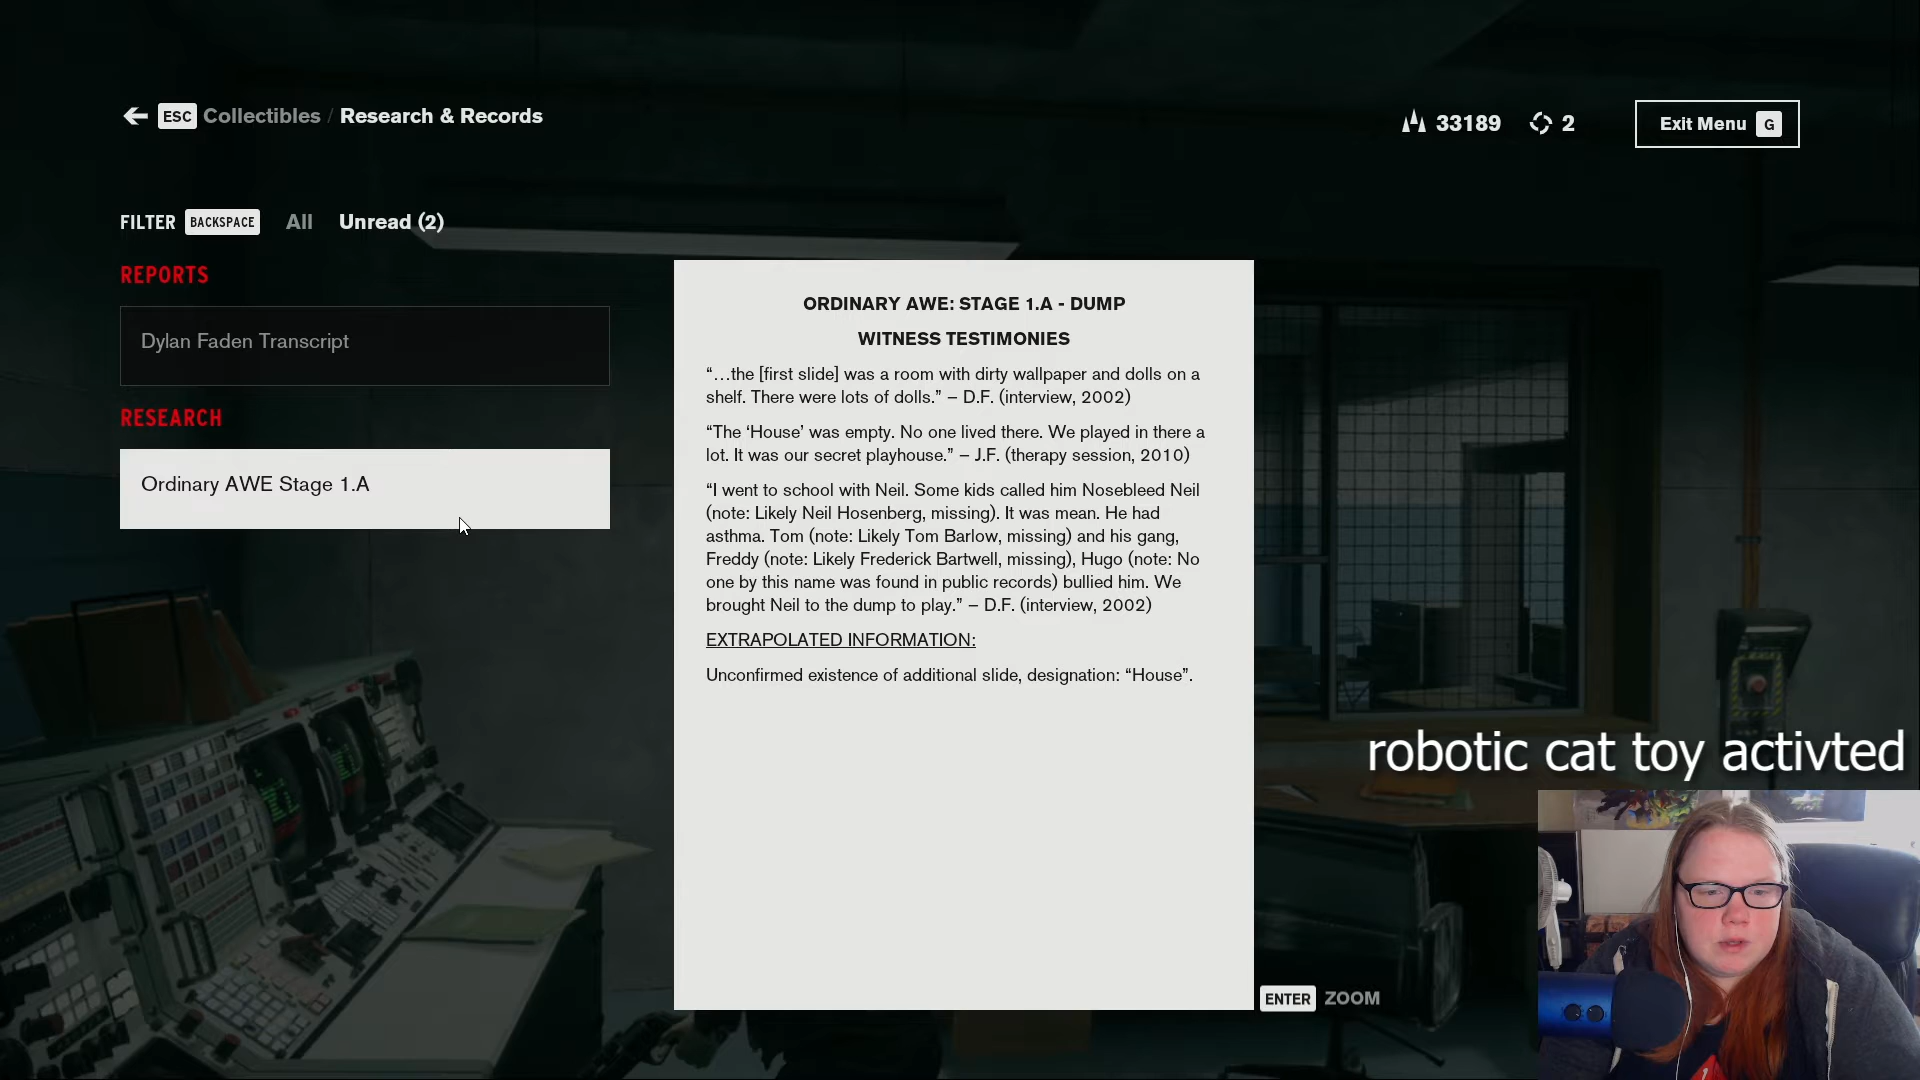 ESC Collectibles / Research & Records
33189
2
Exit Menu G
FILTER BACKSPACE All Unread (2)
REPORTS
Dylan Faden Transcript
RESEARCH
Ordinary AWE Stage 1.A
ORDINARY AWE: STAGE 1.A - DUMP
WITNESS TESTIMONIES
“…the [first slide] was a room with dirty wallpaper and dolls on a
shelf. There were lots of dolls.” – D.F. (interview, 2002)
“The ‘House’ was empty. No one lived there. We played in there a
lot. It was our secret playhouse.” – J.F. (therapy session, 2010)
“I went to school with Neil. Some kids called him Nosebleed Neil
(note: Likely Neil Hosenberg, missing). It was mean. He had
asthma. Tom (note: Likely Tom Barlow, missing) and his gang,
Freddy (note: Likely Frederick Bartwell, missing), Hugo (note: No
one by this name was found in public records) bullied him. We
brought Neil to the dump to play.” – D.F. (interview, 2002)
EXTRAPOLATED INFORMATION:
Unconfirmed existence of additional slide, designation: “House”.
robotic cat toy activted
ENTER ZOOM